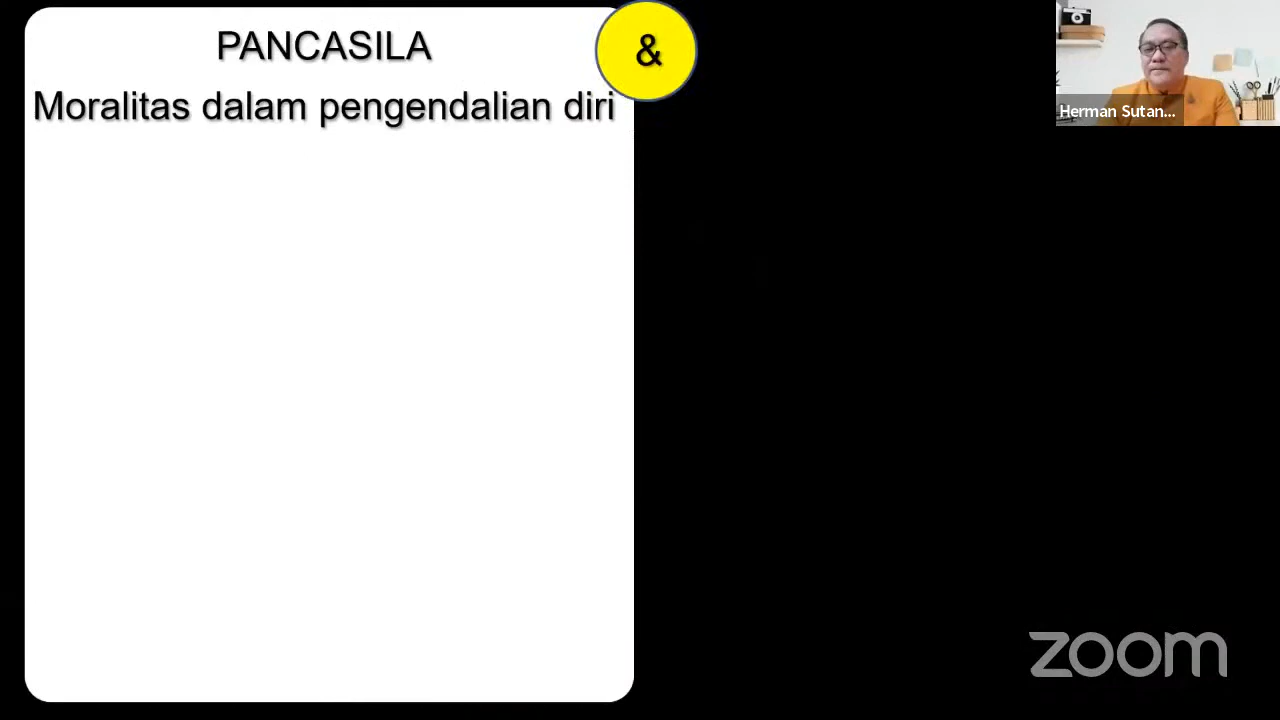 PANCASILA
&
Moralitas dalam pengendalian diri
Herman Sutan...
zoom